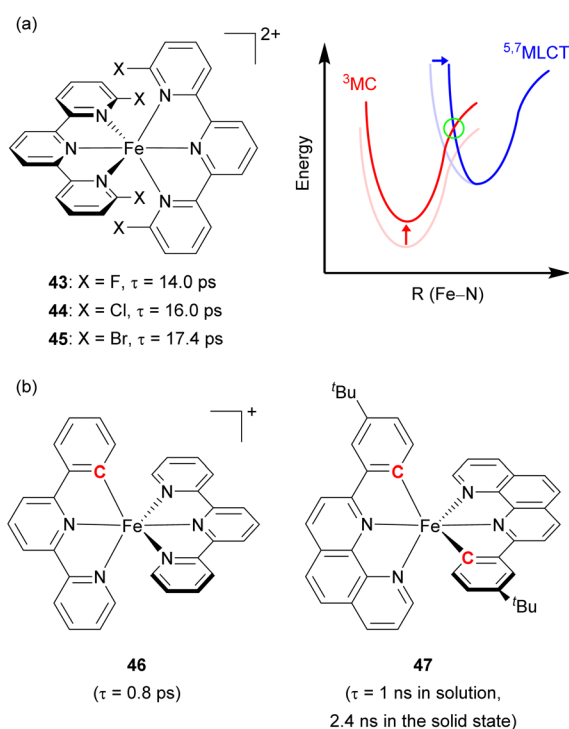 (a)
2+
X
X
N
N
N
Fe
N
N
N
X
X
43: X = F, τ = 14.0 ps
44: X = Cl, τ = 16.0 ps
45: X = Br, τ = 17.4 ps
Energy
³MC
⁵,⁷MLCT
R (Fe–N)
(b)
+
C
N
N
Fe
N
N
N
46
(τ = 0.8 ps)
ᵗBu
C
N
N
Fe
N
N
C
ᵗBu
47
(τ = 1 ns in solution,
2.4 ns in the solid state)